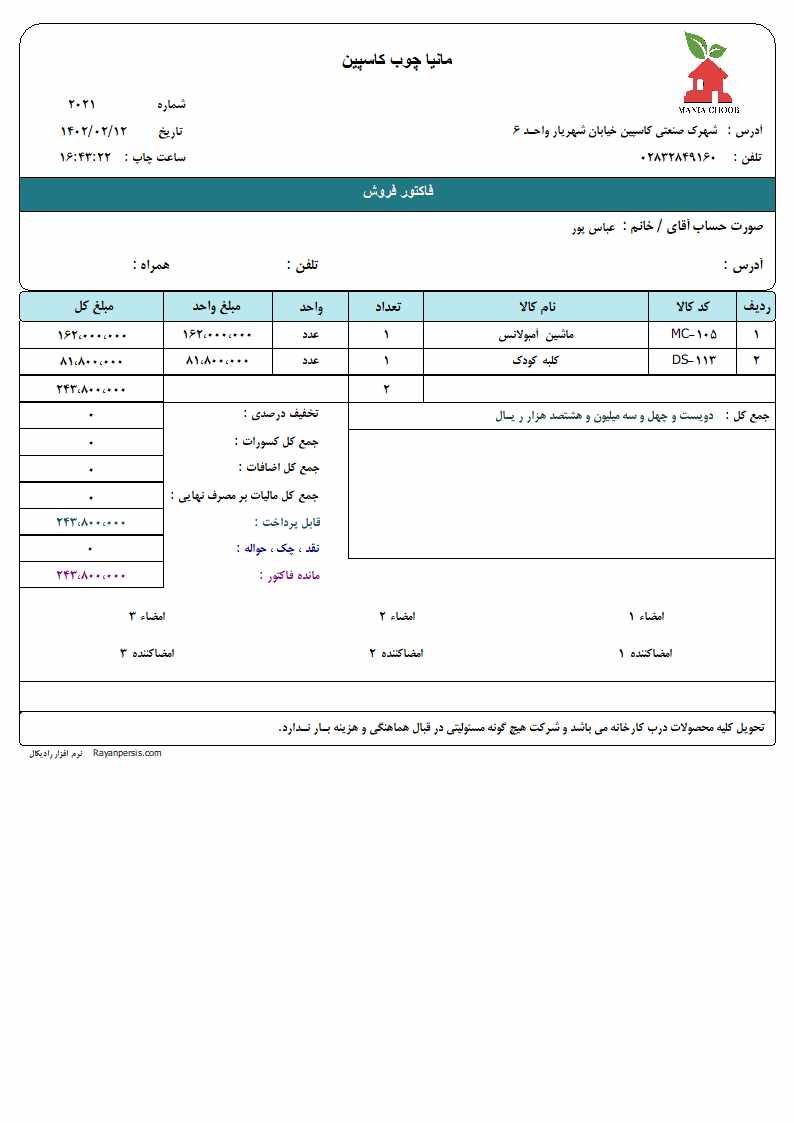 مانیا چوب کاسپین
MANIA CHOOB
شماره ۲۰۲۱
آدرس : شهرک صنعتی کاسپین خیابان شهریار واحد ۶
تاریخ ۱۴۰۲/۰۲/۱۲
تلفن : ۰۲۸۳۲۸۴۹۱۶۰
ساعت چاپ : ۱۶:۴۳:۲۲
فاکتور فروش
صورت حساب آقای / خانم : عباس پور
آدرس : تلفن : همراه :
ردیف کد کالا نام کالا تعداد واحد مبلغ واحد مبلغ کل
۱ MC-۱۰۵ ماشین آمبولانس ۱ عدد ۱۶۲،۰۰۰،۰۰۰ ۱۶۲،۰۰۰،۰۰۰
۲ DS-۱۱۳ کلبه کودک ۱ عدد ۸۱،۸۰۰،۰۰۰ ۸۱،۸۰۰،۰۰۰
۲ ۲۴۳،۸۰۰،۰۰۰
جمع کل : دویست و چهل و سه میلیون و هشتصد هزار ریـال
تخفیف درصدی : ۰
جمع کل کسورات : ۰
جمع کل اضافات : ۰
جمع کل مالیات بر مصرف نهایی : ۰
قابل پرداخت : ۲۴۳،۸۰۰،۰۰۰
نقد ، چک ، حواله : ۰
مانده فاکتور : ۲۴۳،۸۰۰،۰۰۰
امضاء ۱ امضاء ۲ امضاء ۳
امضاکننده ۱ امضاکننده ۲ امضاکننده ۳
تحویل کلیه محصولات درب کارخانه می باشد و شرکت هیچ گونه مسئولیتی در قبال هماهنگی و هزینه بـار نـدارد.
نرم افزار رادیکال Rayanpersis.com